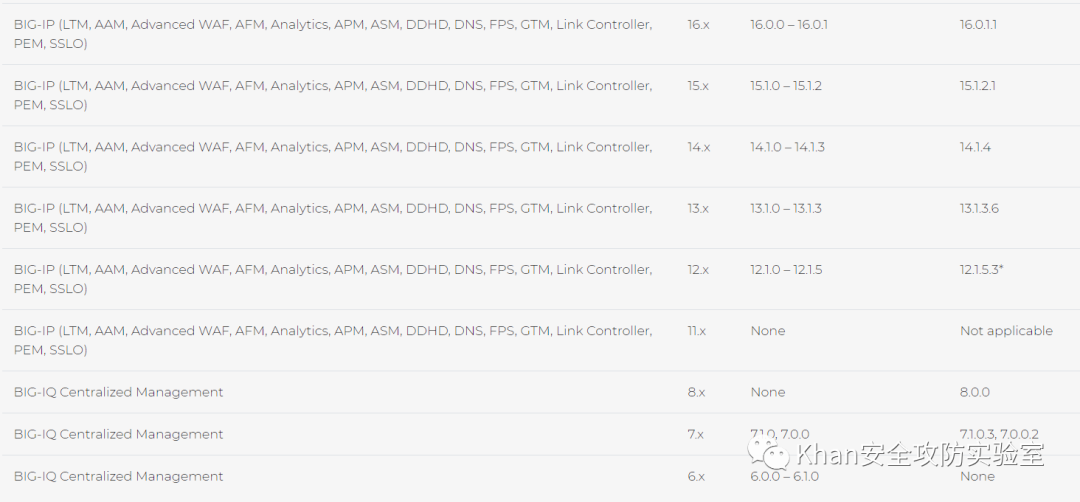 BIG-IP (LTM, AAM, Advanced WAF, AFM, Analytics, APM, ASM, DDHD, DNS, FPS, GTM, Link Controller, PEM, SSLO) 16.x 16.0.0 – 16.0.1 16.0.1.1
BIG-IP (LTM, AAM, Advanced WAF, AFM, Analytics, APM, ASM, DDHD, DNS, FPS, GTM, Link Controller, PEM, SSLO) 15.x 15.1.0 – 15.1.2 15.1.2.1
BIG-IP (LTM, AAM, Advanced WAF, AFM, Analytics, APM, ASM, DDHD, DNS, FPS, GTM, Link Controller, PEM, SSLO) 14.x 14.1.0 – 14.1.3 14.1.4
BIG-IP (LTM, AAM, Advanced WAF, AFM, Analytics, APM, ASM, DDHD, DNS, FPS, GTM, Link Controller, PEM, SSLO) 13.x 13.1.0 – 13.1.3 13.1.3.6
BIG-IP (LTM, AAM, Advanced WAF, AFM, Analytics, APM, ASM, DDHD, DNS, FPS, GTM, Link Controller, PEM, SSLO) 12.x 12.1.0 – 12.1.5 12.1.5.3*
BIG-IP (LTM, AAM, Advanced WAF, AFM, Analytics, APM, ASM, DDHD, DNS, FPS, GTM, Link Controller, PEM, SSLO) 11.x None Not applicable
BIG-IQ Centralized Management 8.x None 8.0.0
BIG-IQ Centralized Management 7.x 7.1.0, 7.0.0 7.1.0.3, 7.0.0.2
Khan安全攻防实验室
BIG-IQ Centralized Management 6.x 6.0.0 – 6.1.0 None